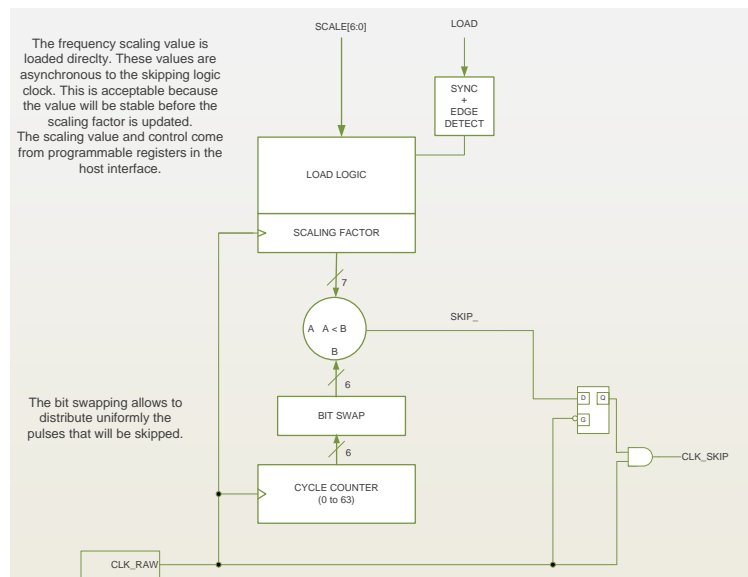 SCALE[6:0]
LOAD
The frequency scaling value is
loaded direclty. These values are
asynchronous to the skipping logic
clock. This is acceptable because
the value will be stable before the
scaling factor is updated.
The scaling value and control come
from programmable registers in the
host interface.
SYNC
+
EDGE
DETECT
LOAD LOGIC
SCALING FACTOR
7
A A < B
B
SKIP_
6
The bit swapping allows to
distribute uniformly the
pulses that will be skipped.
BIT SWAP
6
D Q
G
CLK_SKIP
CYCLE COUNTER
(0 to 63)
CLK_RAW